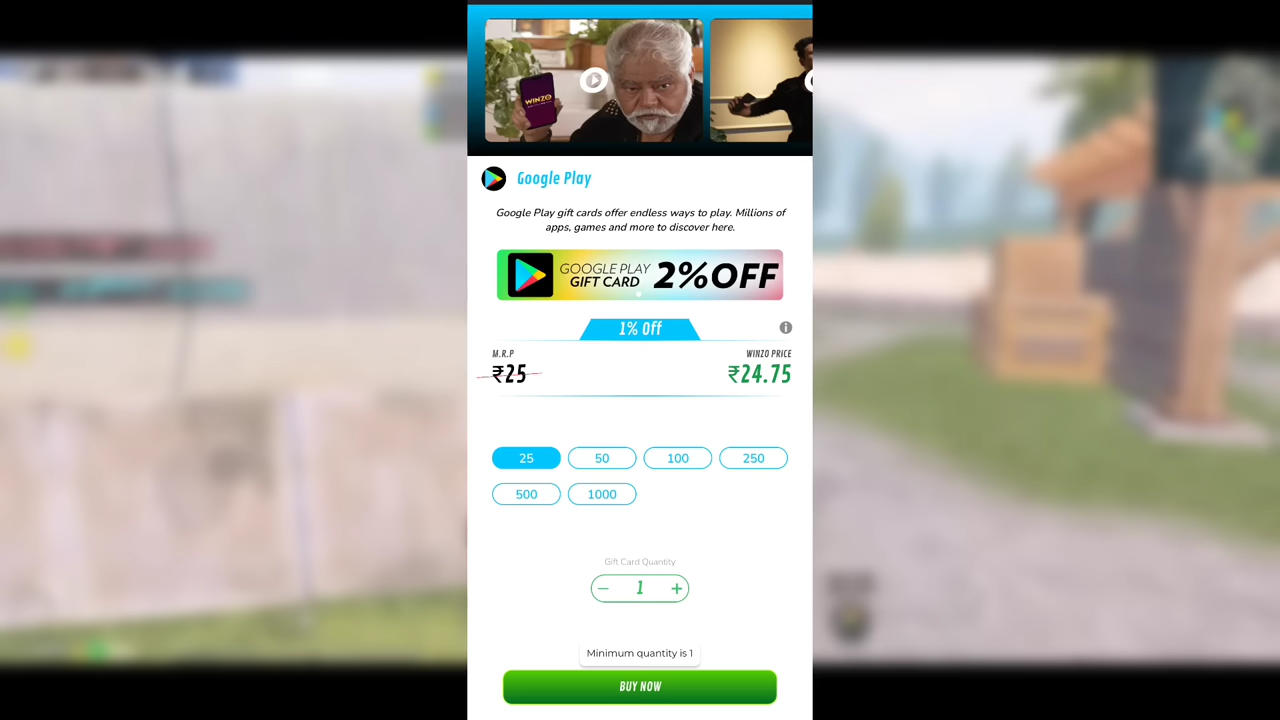 WINZO
Google Play
Google Play gift cards offer endless ways to play. Millions of
apps, games and more to discover here.
GOOGLE PLAY
GIFT CARD
2%OFF
1% Off
M.R.P
WINZO PRICE
₹25
₹24.75
25
50
100
250
500
1000
Gift Card Quantity
− 1 +
Minimum quantity is 1
BUY NOW